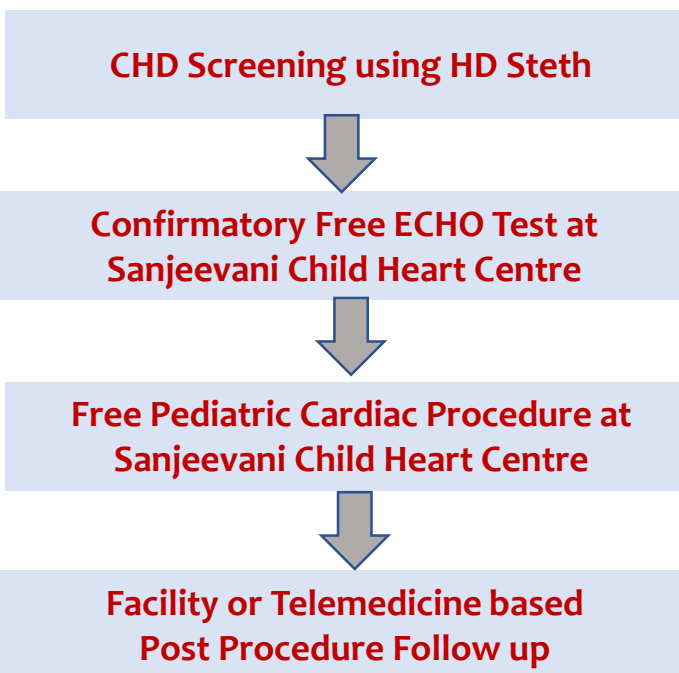 CHD Screening using HD Steth
Confirmatory Free ECHO Test at
Sanjeevani Child Heart Centre
Free Pediatric Cardiac Procedure at
Sanjeevani Child Heart Centre
Facility or Telemedicine based
Post Procedure Follow up